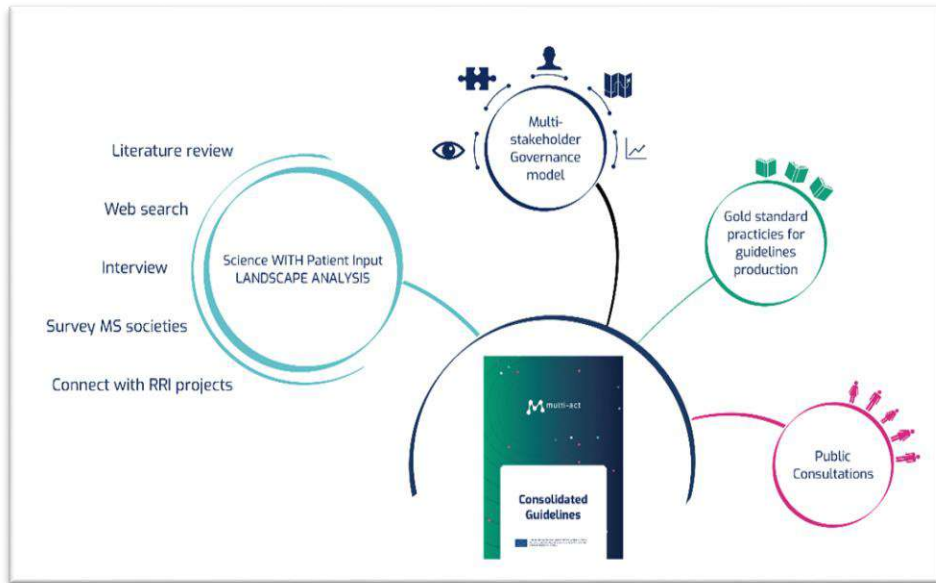 Literature review
Web search
Interview
Survey MS societies
Connect with RRI projects
Science WITH Patient Input
LANDSCAPE ANALYSIS
Multi-
stakeholder
Governance
model
Gold standard
practicies for
guidelines
production
Public
Consultations
multi-act
Consolidated
Guidelines